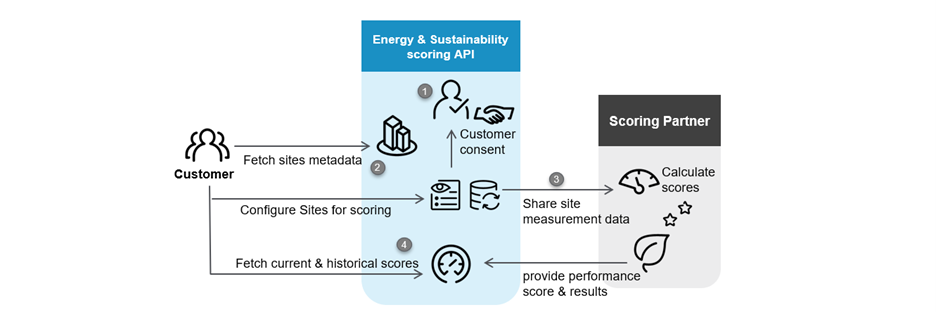 Energy & Sustainability
scoring API
1
Customer
consent
Scoring Partner
Customer
Fetch sites metadata
2
3
Calculate
scores
Configure Sites for scoring
Share site
measurement data
4
Fetch current & historical scores
provide performance
score & results